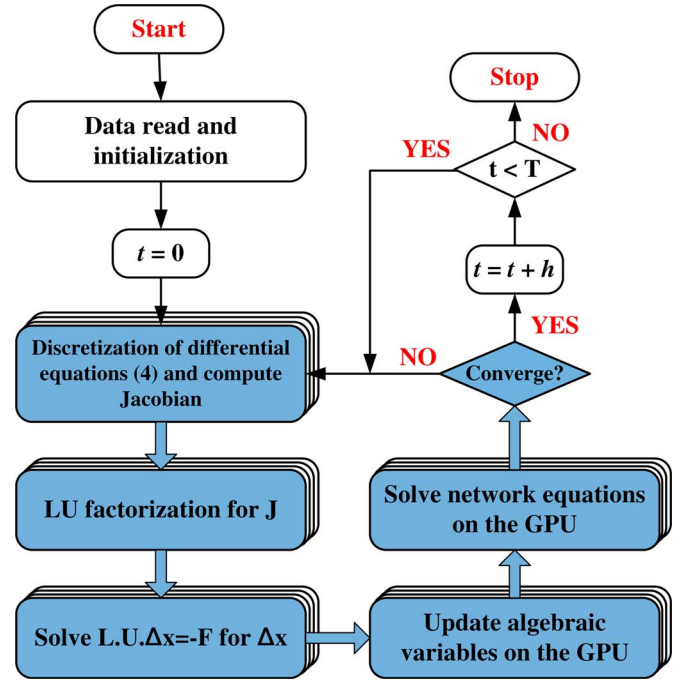 Start
Data read and
initialization
t = 0
Discretization of differential
equations (4) and compute
Jacobian
LU factorization for J
Solve L.U.Δx=-F for Δx
Update algebraic
variables on the GPU
Solve network equations
on the GPU
Converge?
NO
YES
t = t + h
t < T
YES
NO
Stop